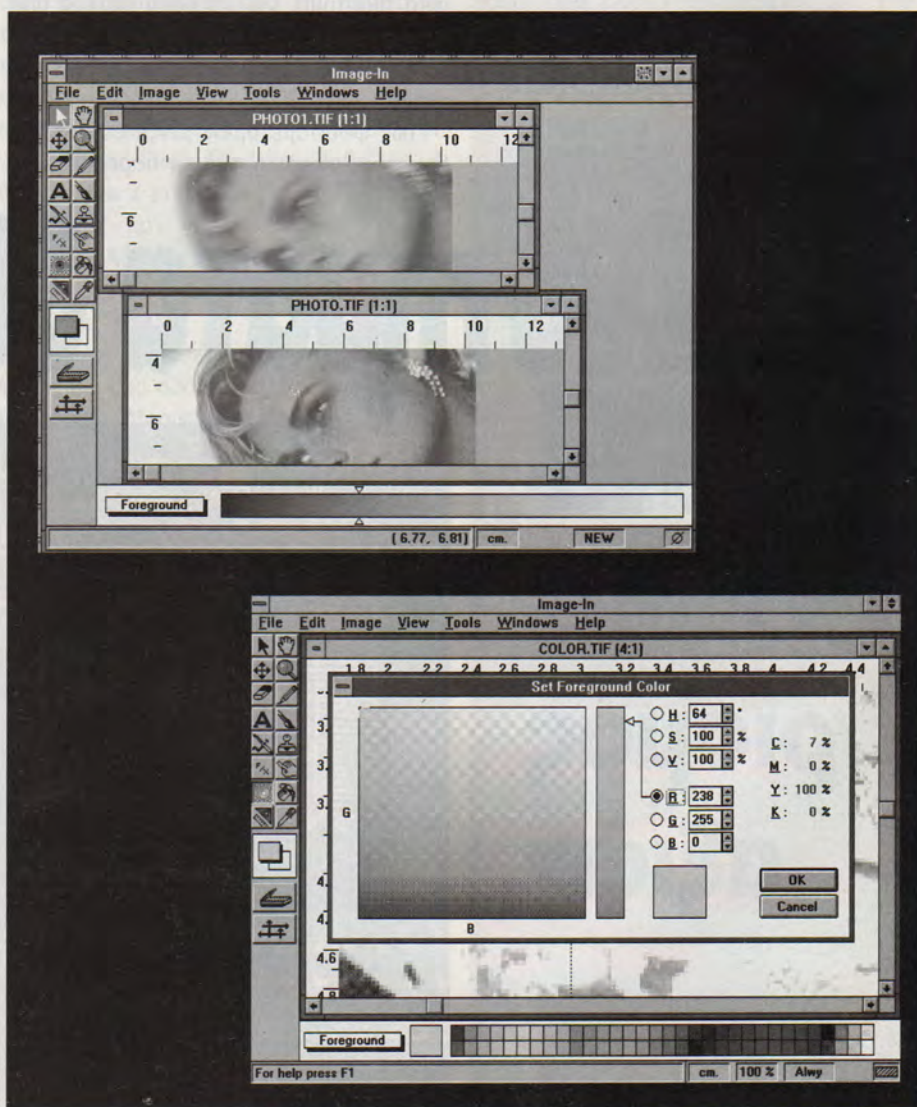 Image-In
File Edit Image View Tools Windows Help
PHOTO1.TIF (1:1)
0 2 4 6 8 10 12
6
A
PHOTO.TIF (1:1)
0 2 4 6 8 10 12
4
6
Foreground
( 6.77, 6.81) cm. NEW
Image-In
File Edit Image View Tools Windows Help
COLOR.TIF (4:1)
1.8 2 2.2 2.4 2.6 2.8 3 3.2 3.4 3.6 3.8 4 4.2 4.4
Set Foreground Color
H: 64 °
S: 100 %
V: 100 %
R: 238
G: 255
B: 0
C: 7 %
M: 0 %
Y: 100 %
K: 0 %
G
B
A
OK
Cancel
4.6
4.8
Foreground
For help press F1 cm. 100 % Alwy